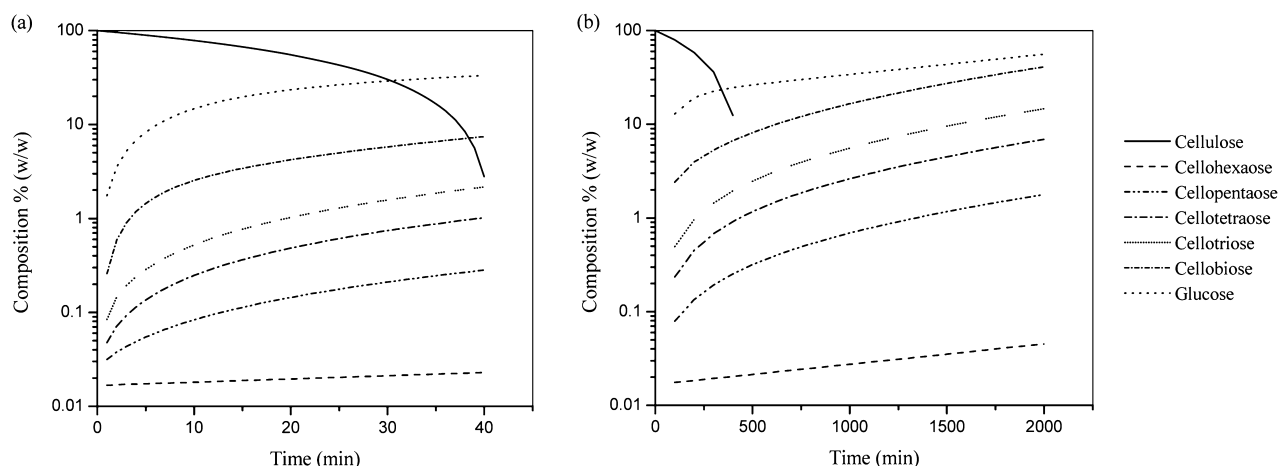 (a)
100
10
1
0.1
0.01
Composition % (w/w)
0
10
20
30
40
Time (min)
(b)
100
10
1
0.1
0.01
Composition % (w/w)
0
500
1000
1500
2000
Time (min)
Cellulose
Cellohexaose
Cellopentaose
Cellotetraose
Cellotriose
Cellobiose
Glucose